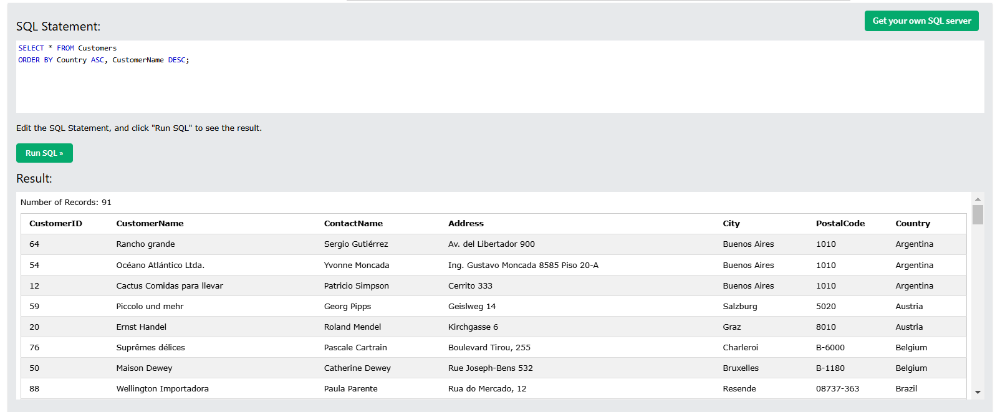 Get your own SQL server
SQL Statement:
SELECT * FROM Customers
ORDER BY Country ASC, CustomerName DESC;
Edit the SQL Statement, and click "Run SQL" to see the result.
Run SQL »
Result:
Number of Records: 91
CustomerID CustomerName ContactName Address City PostalCode Country
64 Rancho grande Sergio Gutiérrez Av. del Libertador 900 Buenos Aires 1010 Argentina
54 Océano Atlántico Ltda. Yvonne Moncada Ing. Gustavo Moncada 8585 Piso 20-A Buenos Aires 1010 Argentina
12 Cactus Comidas para llevar Patricio Simpson Cerrito 333 Buenos Aires 1010 Argentina
59 Piccolo und mehr Georg Pipps Geislweg 14 Salzburg 5020 Austria
20 Ernst Handel Roland Mendel Kirchgasse 6 Graz 8010 Austria
76 Suprêmes délices Pascale Cartrain Boulevard Tirou, 255 Charleroi B-6000 Belgium
50 Maison Dewey Catherine Dewey Rue Joseph-Bens 532 Bruxelles B-1180 Belgium
88 Wellington Importadora Paula Parente Rua do Mercado, 12 Resende 08737-363 Brazil